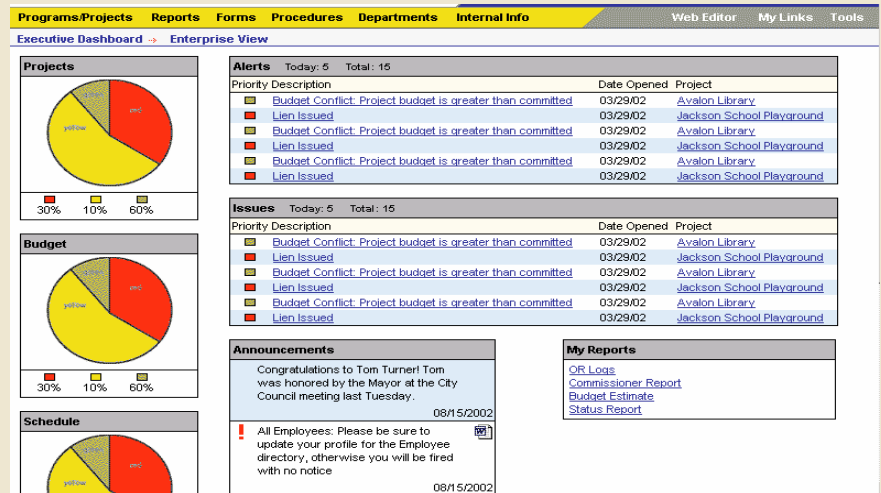 Programs/Projects Reports Forms Procedures Departments Internal Info Web Editor My Links Tools
Executive Dashboard Enterprise View
Projects
green
red
yellow
30% 10% 60%
Budget
green
red
yellow
30% 10% 60%
Schedule
red
yellow
Alerts Today: 5 Total: 15
Priority Description Date Opened Project
Budget Conflict: Project budget is greater than committed 03/29/02 Avalon Library
Lien Issued 03/29/02 Jackson School Playground
Budget Conflict: Project budget is greater than committed 03/29/02 Avalon Library
Lien Issued 03/29/02 Jackson School Playground
Budget Conflict: Project budget is greater than committed 03/29/02 Avalon Library
Lien Issued 03/29/02 Jackson School Playground
Issues Today: 5 Total: 15
Priority Description Date Opened Project
Budget Conflict: Project budget is greater than committed 03/29/02 Avalon Library
Lien Issued 03/29/02 Jackson School Playground
Budget Conflict: Project budget is greater than committed 03/29/02 Avalon Library
Lien Issued 03/29/02 Jackson School Playground
Budget Conflict: Project budget is greater than committed 03/29/02 Avalon Library
Lien Issued 03/29/02 Jackson School Playground
Announcements
Congratulations to Tom Turner! Tom
was honored by the Mayor at the City
Council meeting last Tuesday.
08/15/2002
! All Employees: Please be sure to
update your profile for the Employee
directory, otherwise you will be fired
with no notice
08/15/2002
My Reports
OR Logs
Commissioner Report
Budget Estimate
Status Report